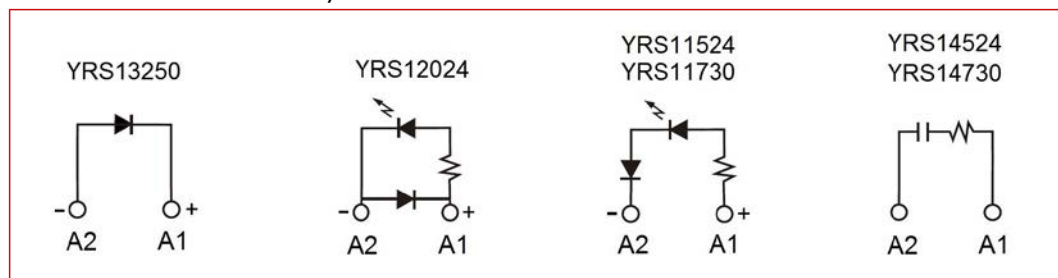 YRS13250
- +
A2 A1
YRS12024
- +
A2 A1
YRS11524
YRS11730
- +
A2 A1
YRS14524
YRS14730
A2 A1